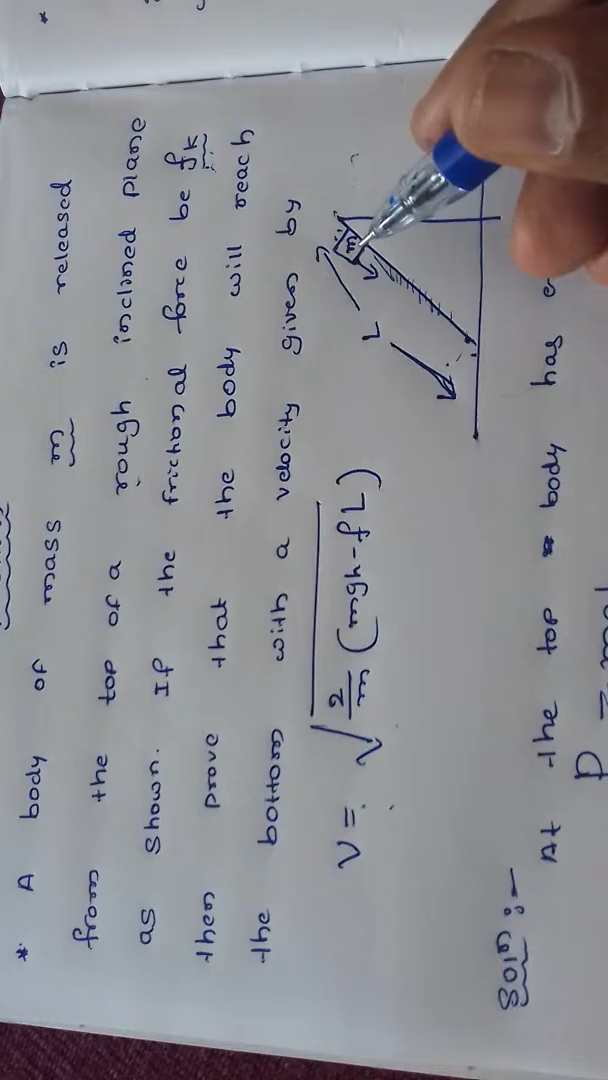 * A body of mass m is released
from the top of a rough inclined plane
as shown. If the frictional force be fk
then prove that the body will reach
the bottom with a velocity given by
V = √2/m (mgh-fL)
m
L
Soln:-
At the top body has
P